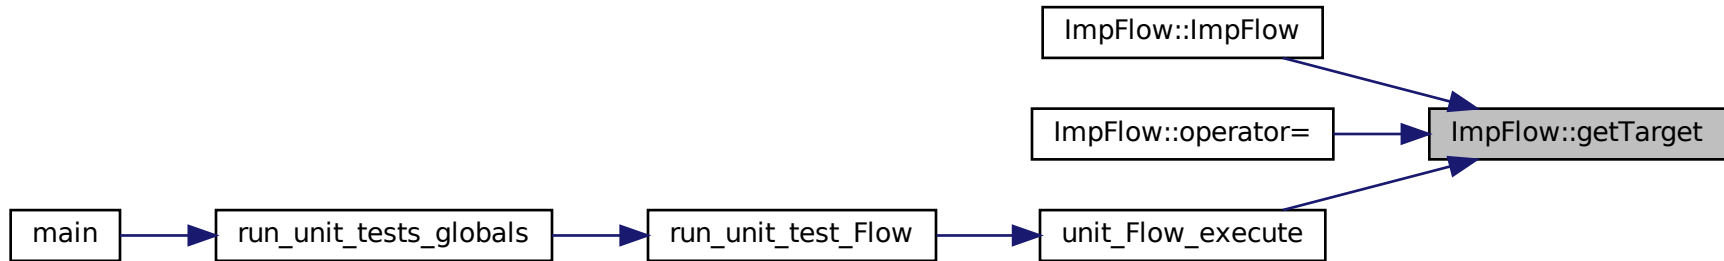 ImpFlow::ImpFlow
ImpFlow::operator=
ImpFlow::getTarget
main
run_unit_tests_globals
run_unit_test_Flow
unit_Flow_execute